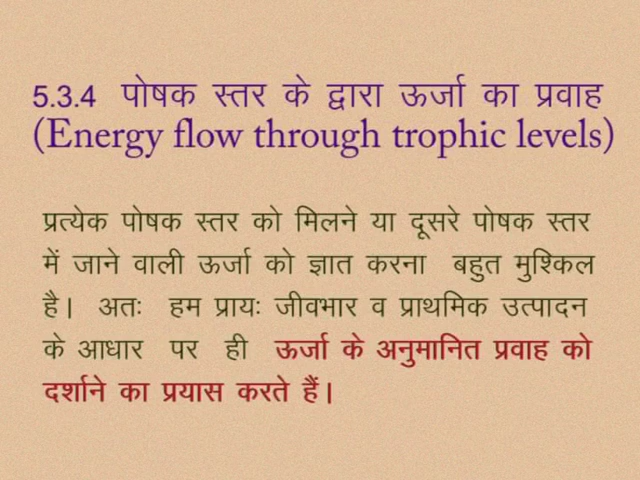 5.3.4 पोषक स्तर के द्वारा ऊर्जा का प्रवाह
(Energy flow through trophic levels)
प्रत्येक पोषक स्तर को मिलने या दूसरे पोषक स्तर
में जाने वाली ऊर्जा को ज्ञात करना बहुत मुश्किल
है। अतः हम प्रायः जीवभार व प्राथमिक उत्पादन
के आधार पर ही ऊर्जा के अनुमानित प्रवाह को
दर्शाने का प्रयास करते हैं।